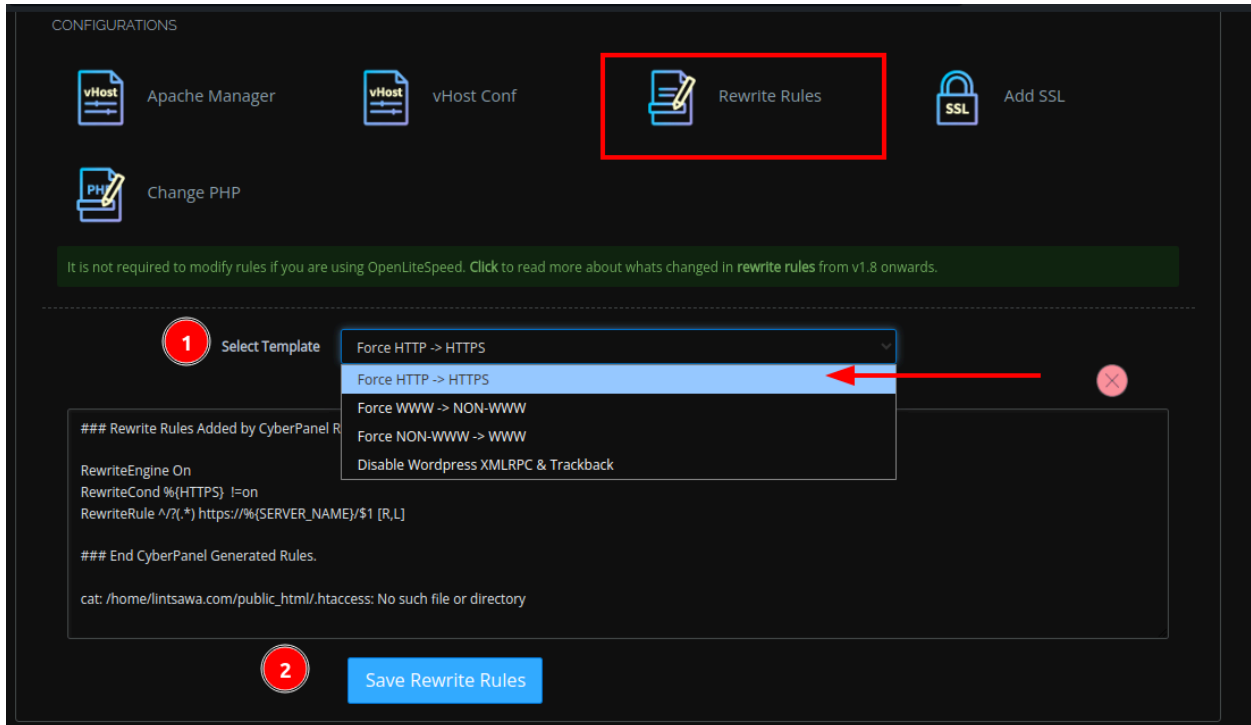 CONFIGURATIONS
vHost
Apache Manager
vHost
vHost Conf
Rewrite Rules
SSL
Add SSL
PHP
Change PHP
It is not required to modify rules if you are using OpenLiteSpeed. Click to read more about whats changed in rewrite rules from v1.8 onwards.
1
Select Template
Force HTTP -> HTTPS
Force HTTP -> HTTPS
Force WWW -> NON-WWW
Force NON-WWW -> WWW
Disable Wordpress XMLRPC & Trackback
### Rewrite Rules Added by CyberPanel R
RewriteEngine On
RewriteCond %{HTTPS}  !=on
RewriteRule ^/?(.*) https://%{SERVER_NAME}/$1 [R,L]
### End CyberPanel Generated Rules.
cat: /home/lintsawa.com/public_html/.htaccess: No such file or directory
2
Save Rewrite Rules